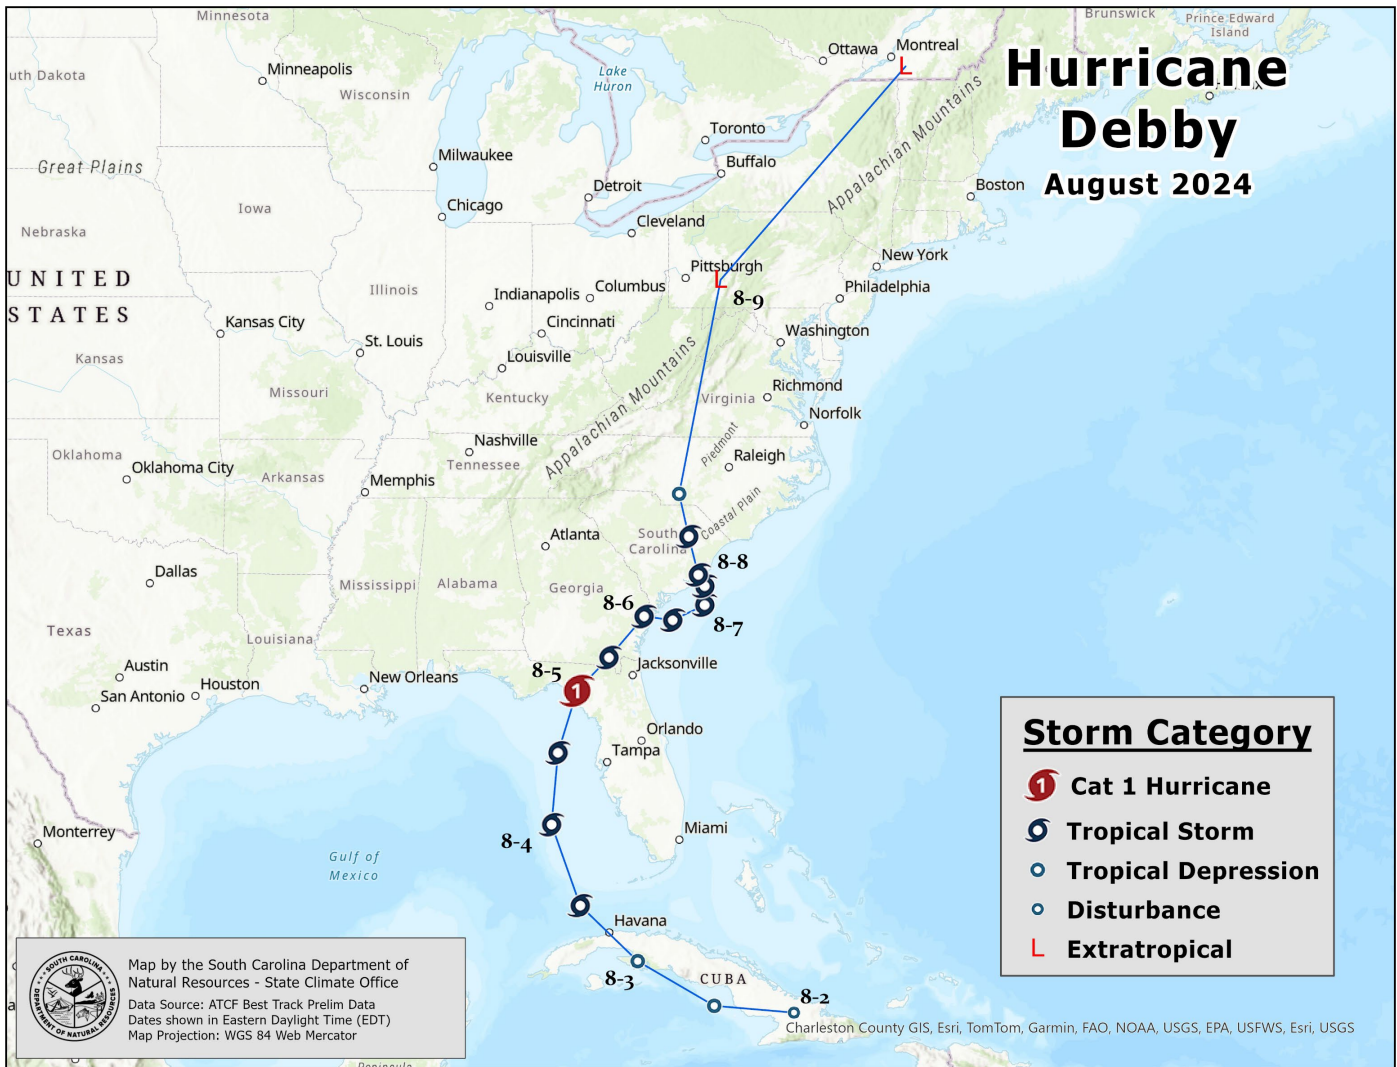 Hurricane
Debby
August 2024
Minnesota
Brunswick
Prince Edward
Island
Ottawa
Montreal
L
uth Dakota
Minneapolis
Wisconsin
Lake
Huron
Toronto
Appalachian Mountains
Great Plains
Milwaukee
Buffalo
Detroit
Boston
Iowa
Chicago
Cleveland
Nebraska
New York
UNITED
STATES
Pittsburgh
L
8-9
Illinois
Indianapolis
Columbus
Philadelphia
Kansas City
St. Louis
Cincinnati
Washington
Kansas
Louisville
Appalachian Mountains
Missouri
Kentucky
Virginia
Richmond
Norfolk
Oklahoma
Nashville
Tennessee
Piedmont
Raleigh
Oklahoma City
Arkansas
Memphis
Coastal Plain
Atlanta
South
Carolina
8-8
Dallas
Mississippi
Alabama
Georgia
8-6
8-7
Texas
Louisiana
Austin
San Antonio
Houston
New Orleans
8-5
1
Jacksonville
Orlando
Tampa
Monterrey
8-4
Miami
Gulf of
Mexico
Havana
8-3
CUBA
8-2
Storm Category
1 Cat 1 Hurricane
Tropical Storm
Tropical Depression
Disturbance
L Extratropical
SOUTH CAROLINA
DEPARTMENT OF NATURAL RESOURCES
Map by the South Carolina Department of
Natural Resources - State Climate Office
Data Source: ATCF Best Track Prelim Data
Dates shown in Eastern Daylight Time (EDT)
Map Projection: WGS 84 Web Mercator
Charleston County GIS, Esri, TomTom, Garmin, FAO, NOAA, USGS, EPA, USFWS, Esri, USGS